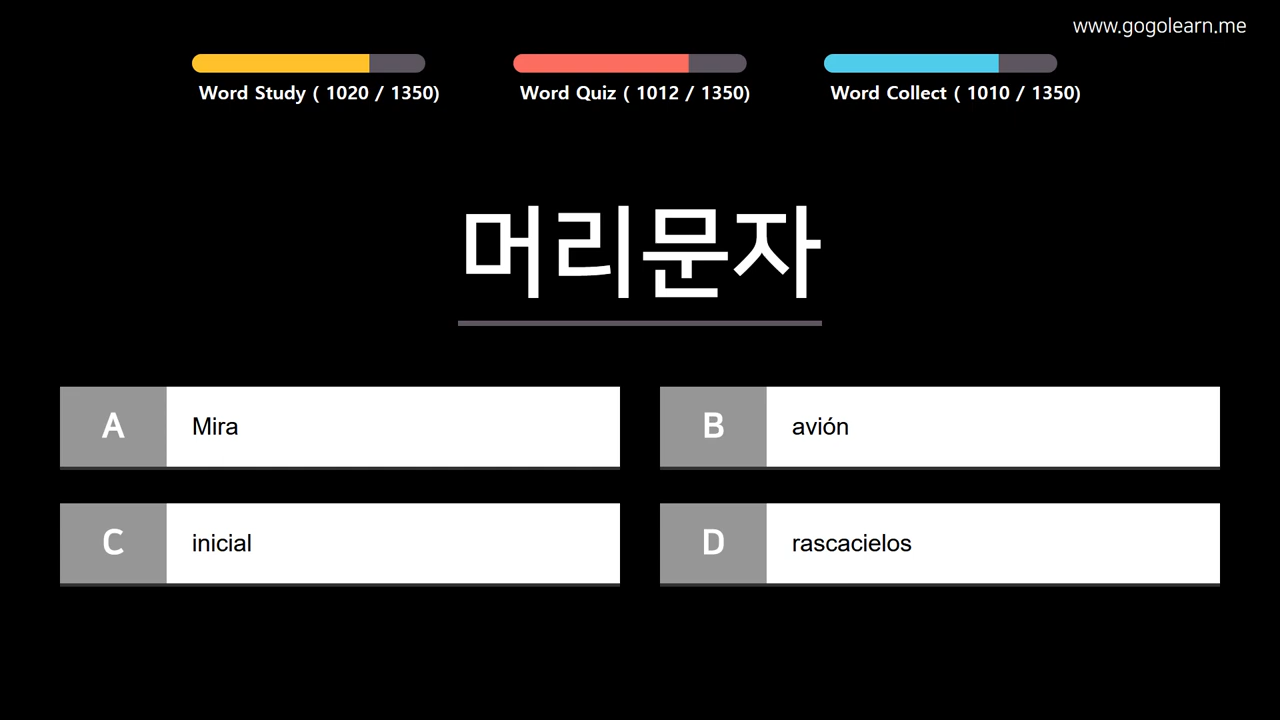 www.gogolearn.me
Word Study ( 1020 / 1350)
Word Quiz ( 1012 / 1350)
Word Collect ( 1010 / 1350)
머리문자
A Mira
B avión
C inicial
D rascacielos